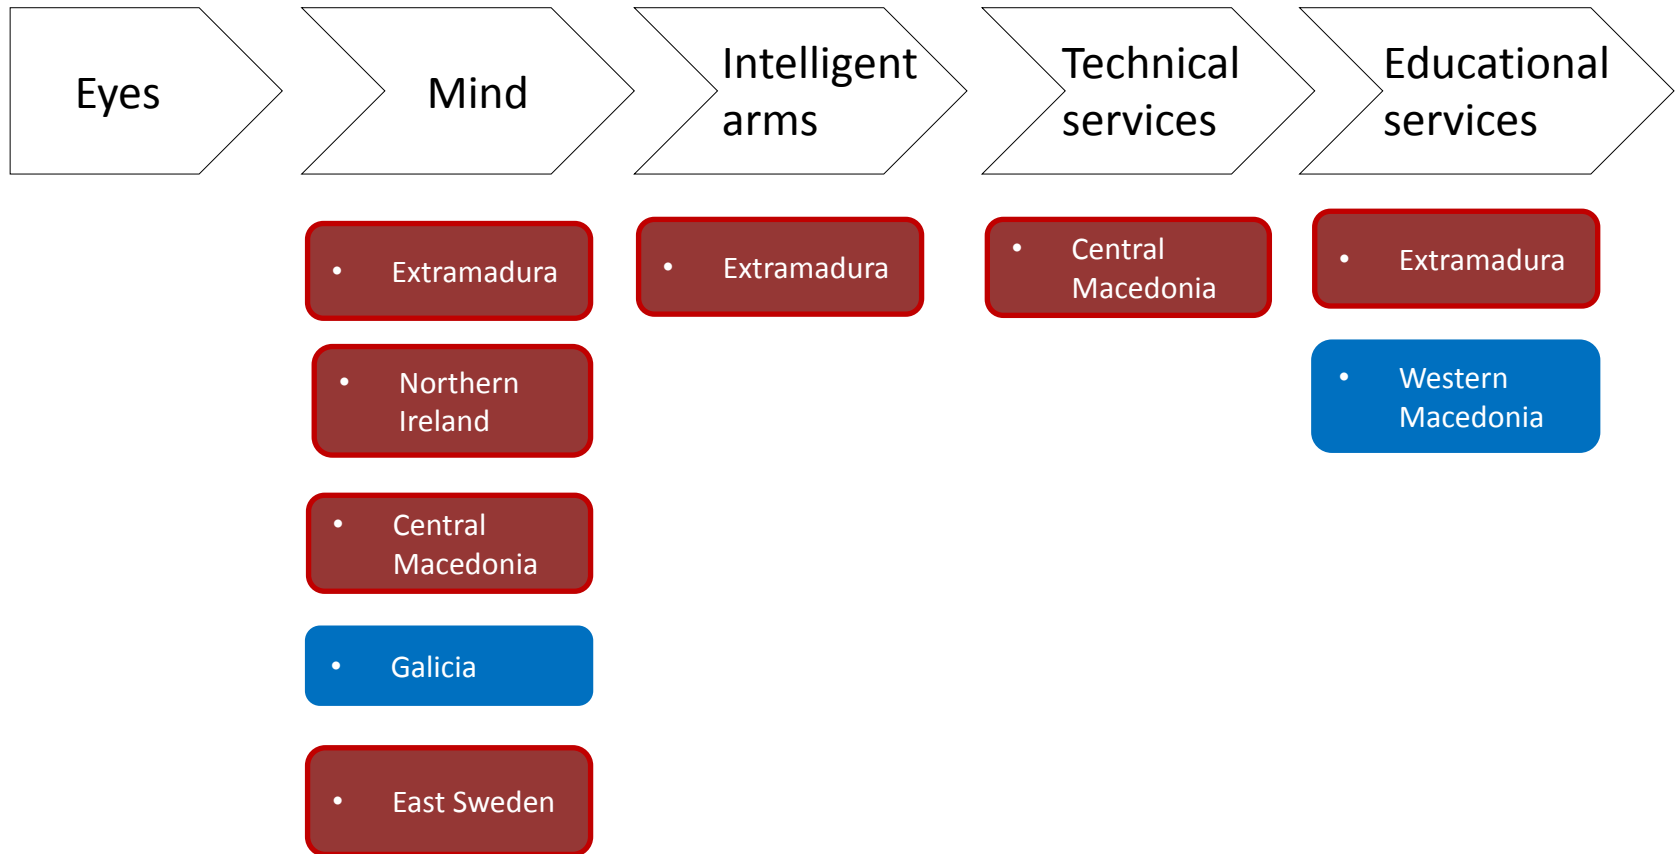 Eyes
Mind
Intelligent
arms
Technical
services
Educational
services
• Extramadura
• Northern
Ireland
• Central
Macedonia
• Galicia
• East Sweden
• Extramadura
• Central
Macedonia
• Extramadura
• Western
Macedonia